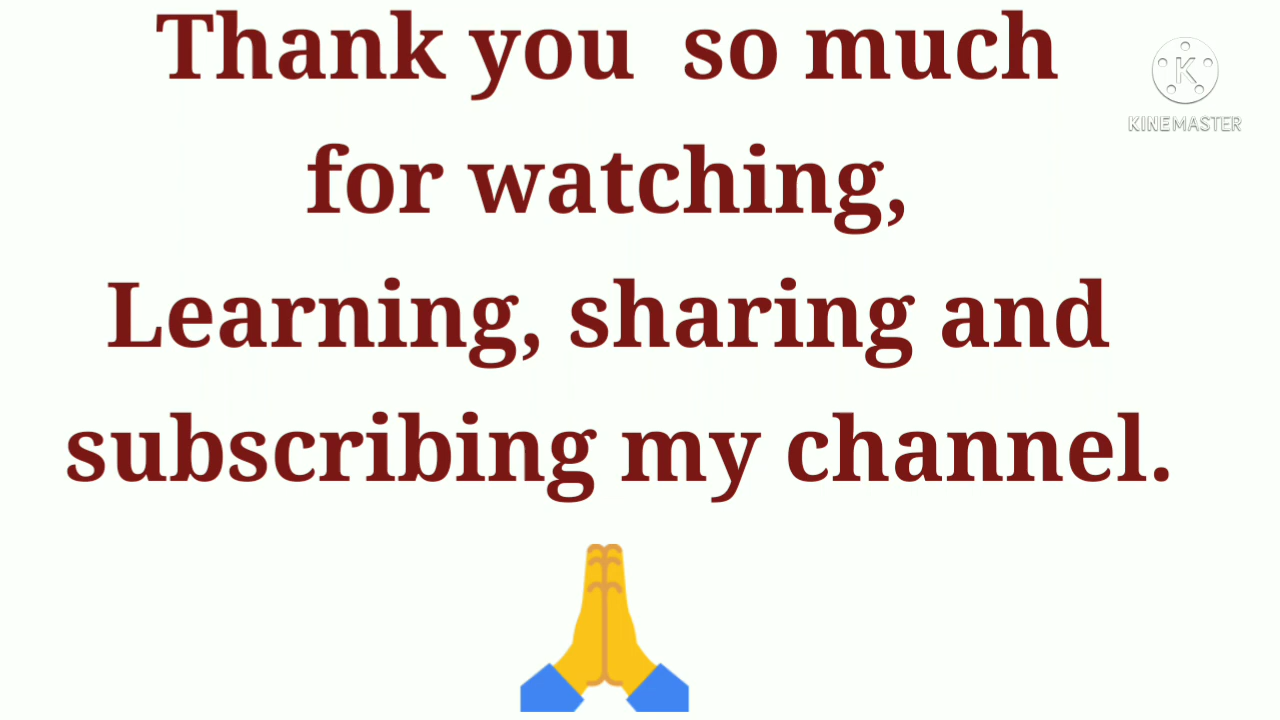 Thank you so much
for watching,
Learning, sharing and
subscribing my channel.
KINEMASTER